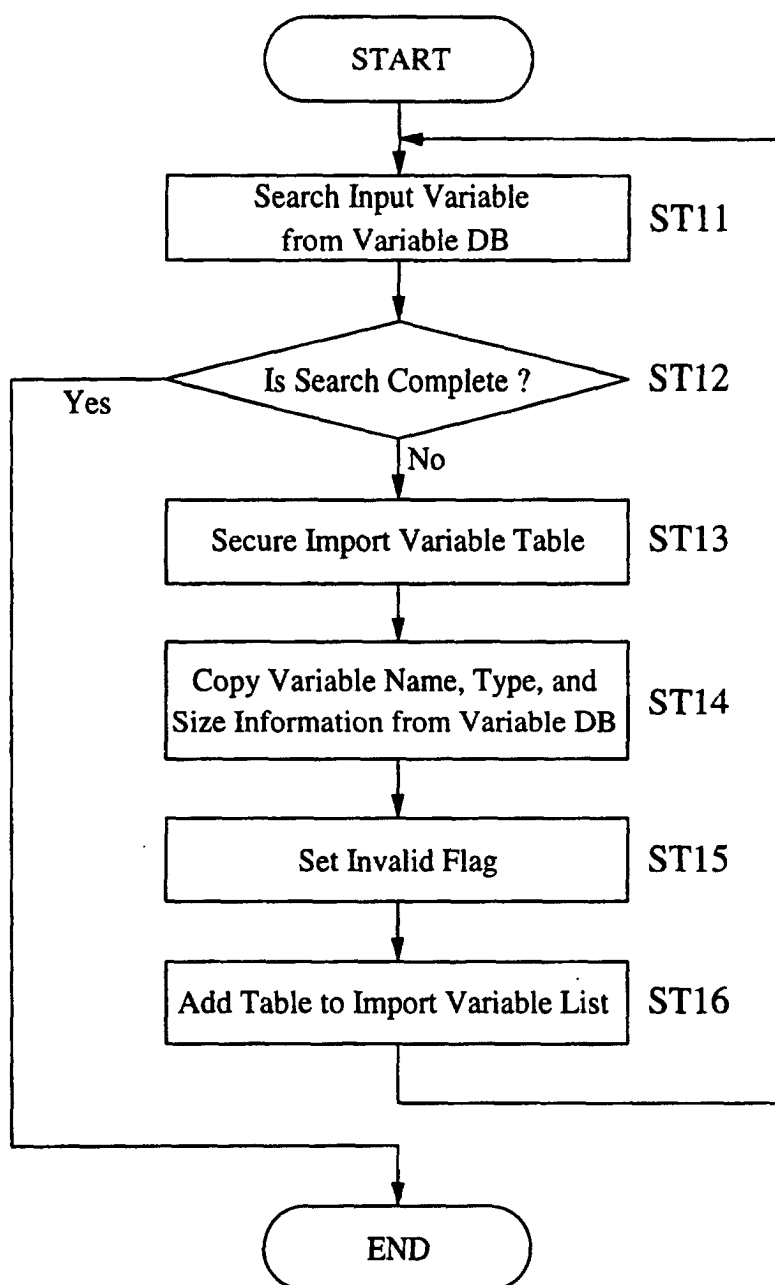 START
Search Input Variable
from Variable DB
ST11
Is Search Complete ?
ST12
Yes
No
Secure Import Variable Table
ST13
Copy Variable Name, Type, and
Size Information from Variable DB
ST14
Set Invalid Flag
ST15
Add Table to Import Variable List
ST16
END